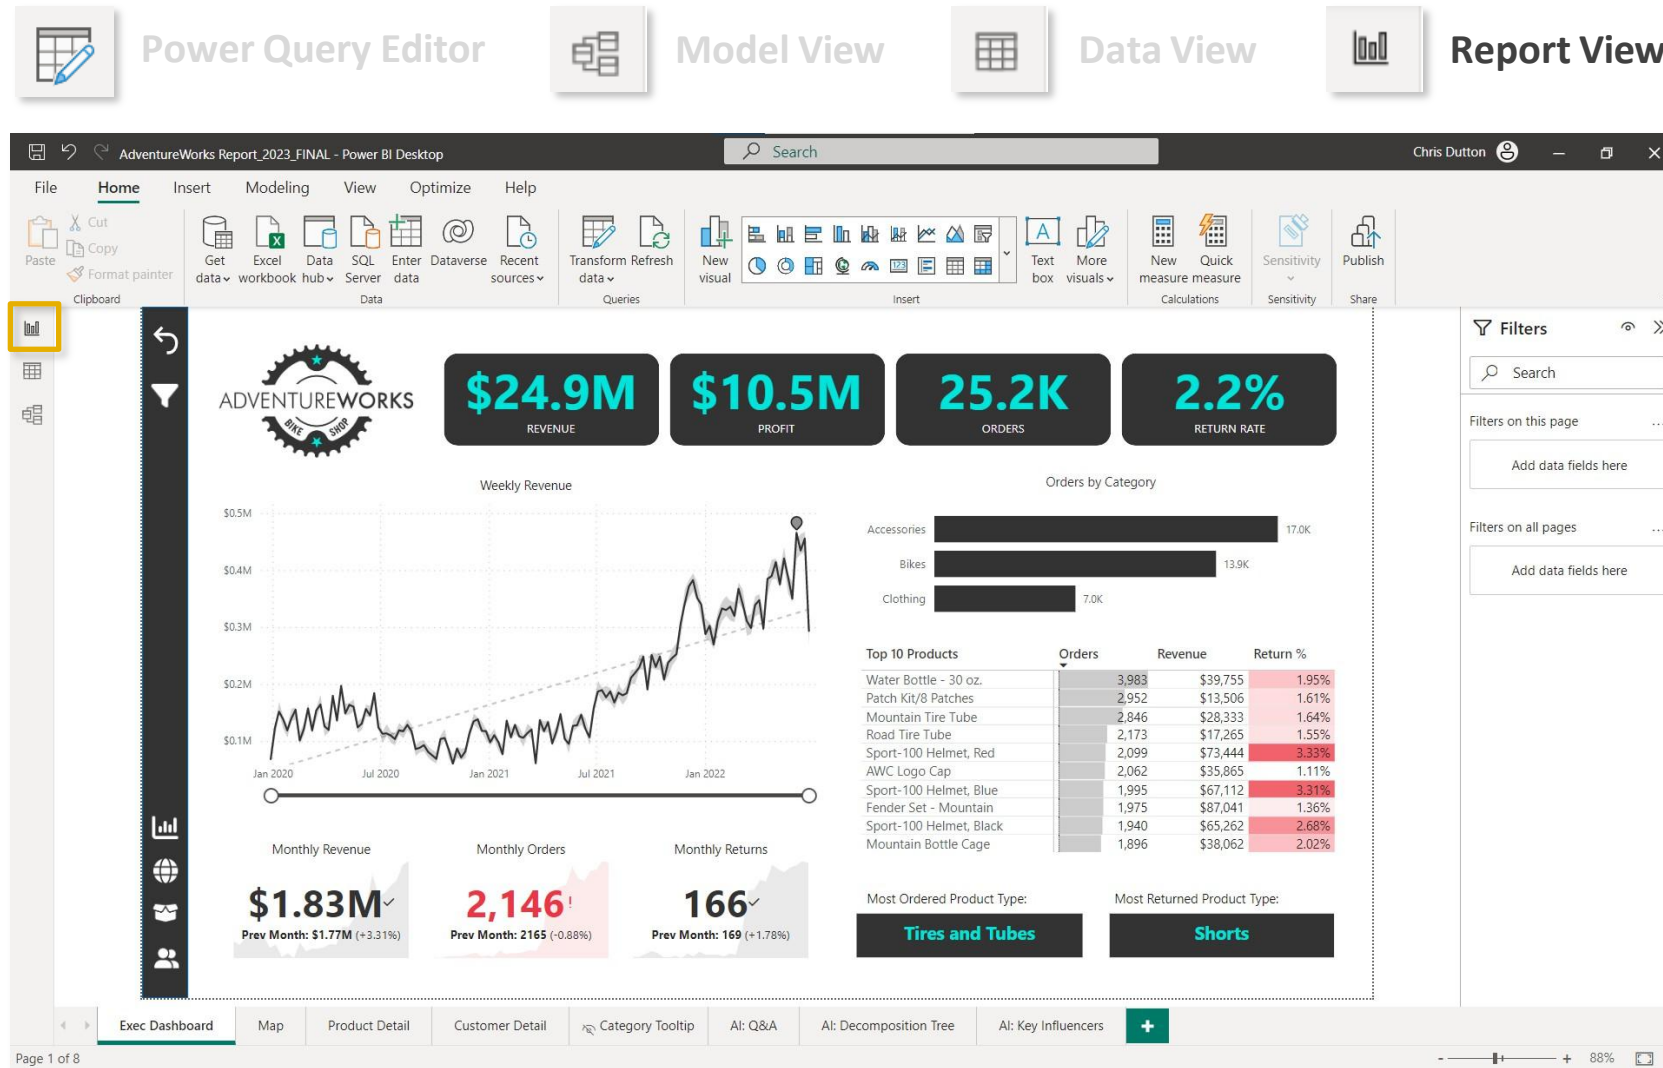 Power Query Editor Model View Data View Report View
AdventureWorks Report_2023_FINAL - Power BI Desktop Search Chris Dutton
File Home Insert Modeling View Optimize Help
Paste Cut
Copy
Format painter
Clipboard
Get data Excel workbook Data hub SQL Server Enter data Dataverse Recent sources
Data
Transform data Refresh
Queries
New visual
Insert
Text box More visuals
New measure Quick measure
Calculations
Sensitivity
Sensitivity
Publish
Share
ADVENTUREWORKS
BIKE SHOP
$24.9M
REVENUE
$10.5M
PROFIT
25.2K
ORDERS
2.2%
RETURN RATE
Weekly Revenue
$0.5M
$0.4M
$0.3M
$0.2M
$0.1M
Jan 2020 Jul 2020 Jan 2021 Jul 2021 Jan 2022
Orders by Category
Accessories 17.0K
Bikes 13.9K
Clothing 7.0K
Top 10 Products Orders Revenue Return %
Water Bottle - 30 oz. 3,983 $39,755 1.95%
Patch Kit/8 Patches 2,952 $13,506 1.61%
Mountain Tire Tube 2,846 $28,333 1.64%
Road Tire Tube 2,173 $17,265 1.55%
Sport-100 Helmet, Red 2,099 $73,444 3.33%
AWC Logo Cap 2,062 $35,865 1.11%
Sport-100 Helmet, Blue 1,995 $67,112 3.31%
Fender Set - Mountain 1,975 $87,041 1.36%
Sport-100 Helmet, Black 1,940 $65,262 2.68%
Mountain Bottle Cage 1,896 $38,062 2.02%
Monthly Revenue
$1.83M
Prev Month: $1.77M (+3.31%)
Monthly Orders
2,146!
Prev Month: 2165 (-0.88%)
Monthly Returns
166
Prev Month: 169 (+1.78%)
Most Ordered Product Type:
Tires and Tubes
Most Returned Product Type:
Shorts
Filters
Search
Filters on this page ...
Add data fields here
Filters on all pages ...
Add data fields here
Exec Dashboard Map Product Detail Customer Detail Category Tooltip AI: Q&A AI: Decomposition Tree AI: Key Influencers +
Page 1 of 8 - + 88%